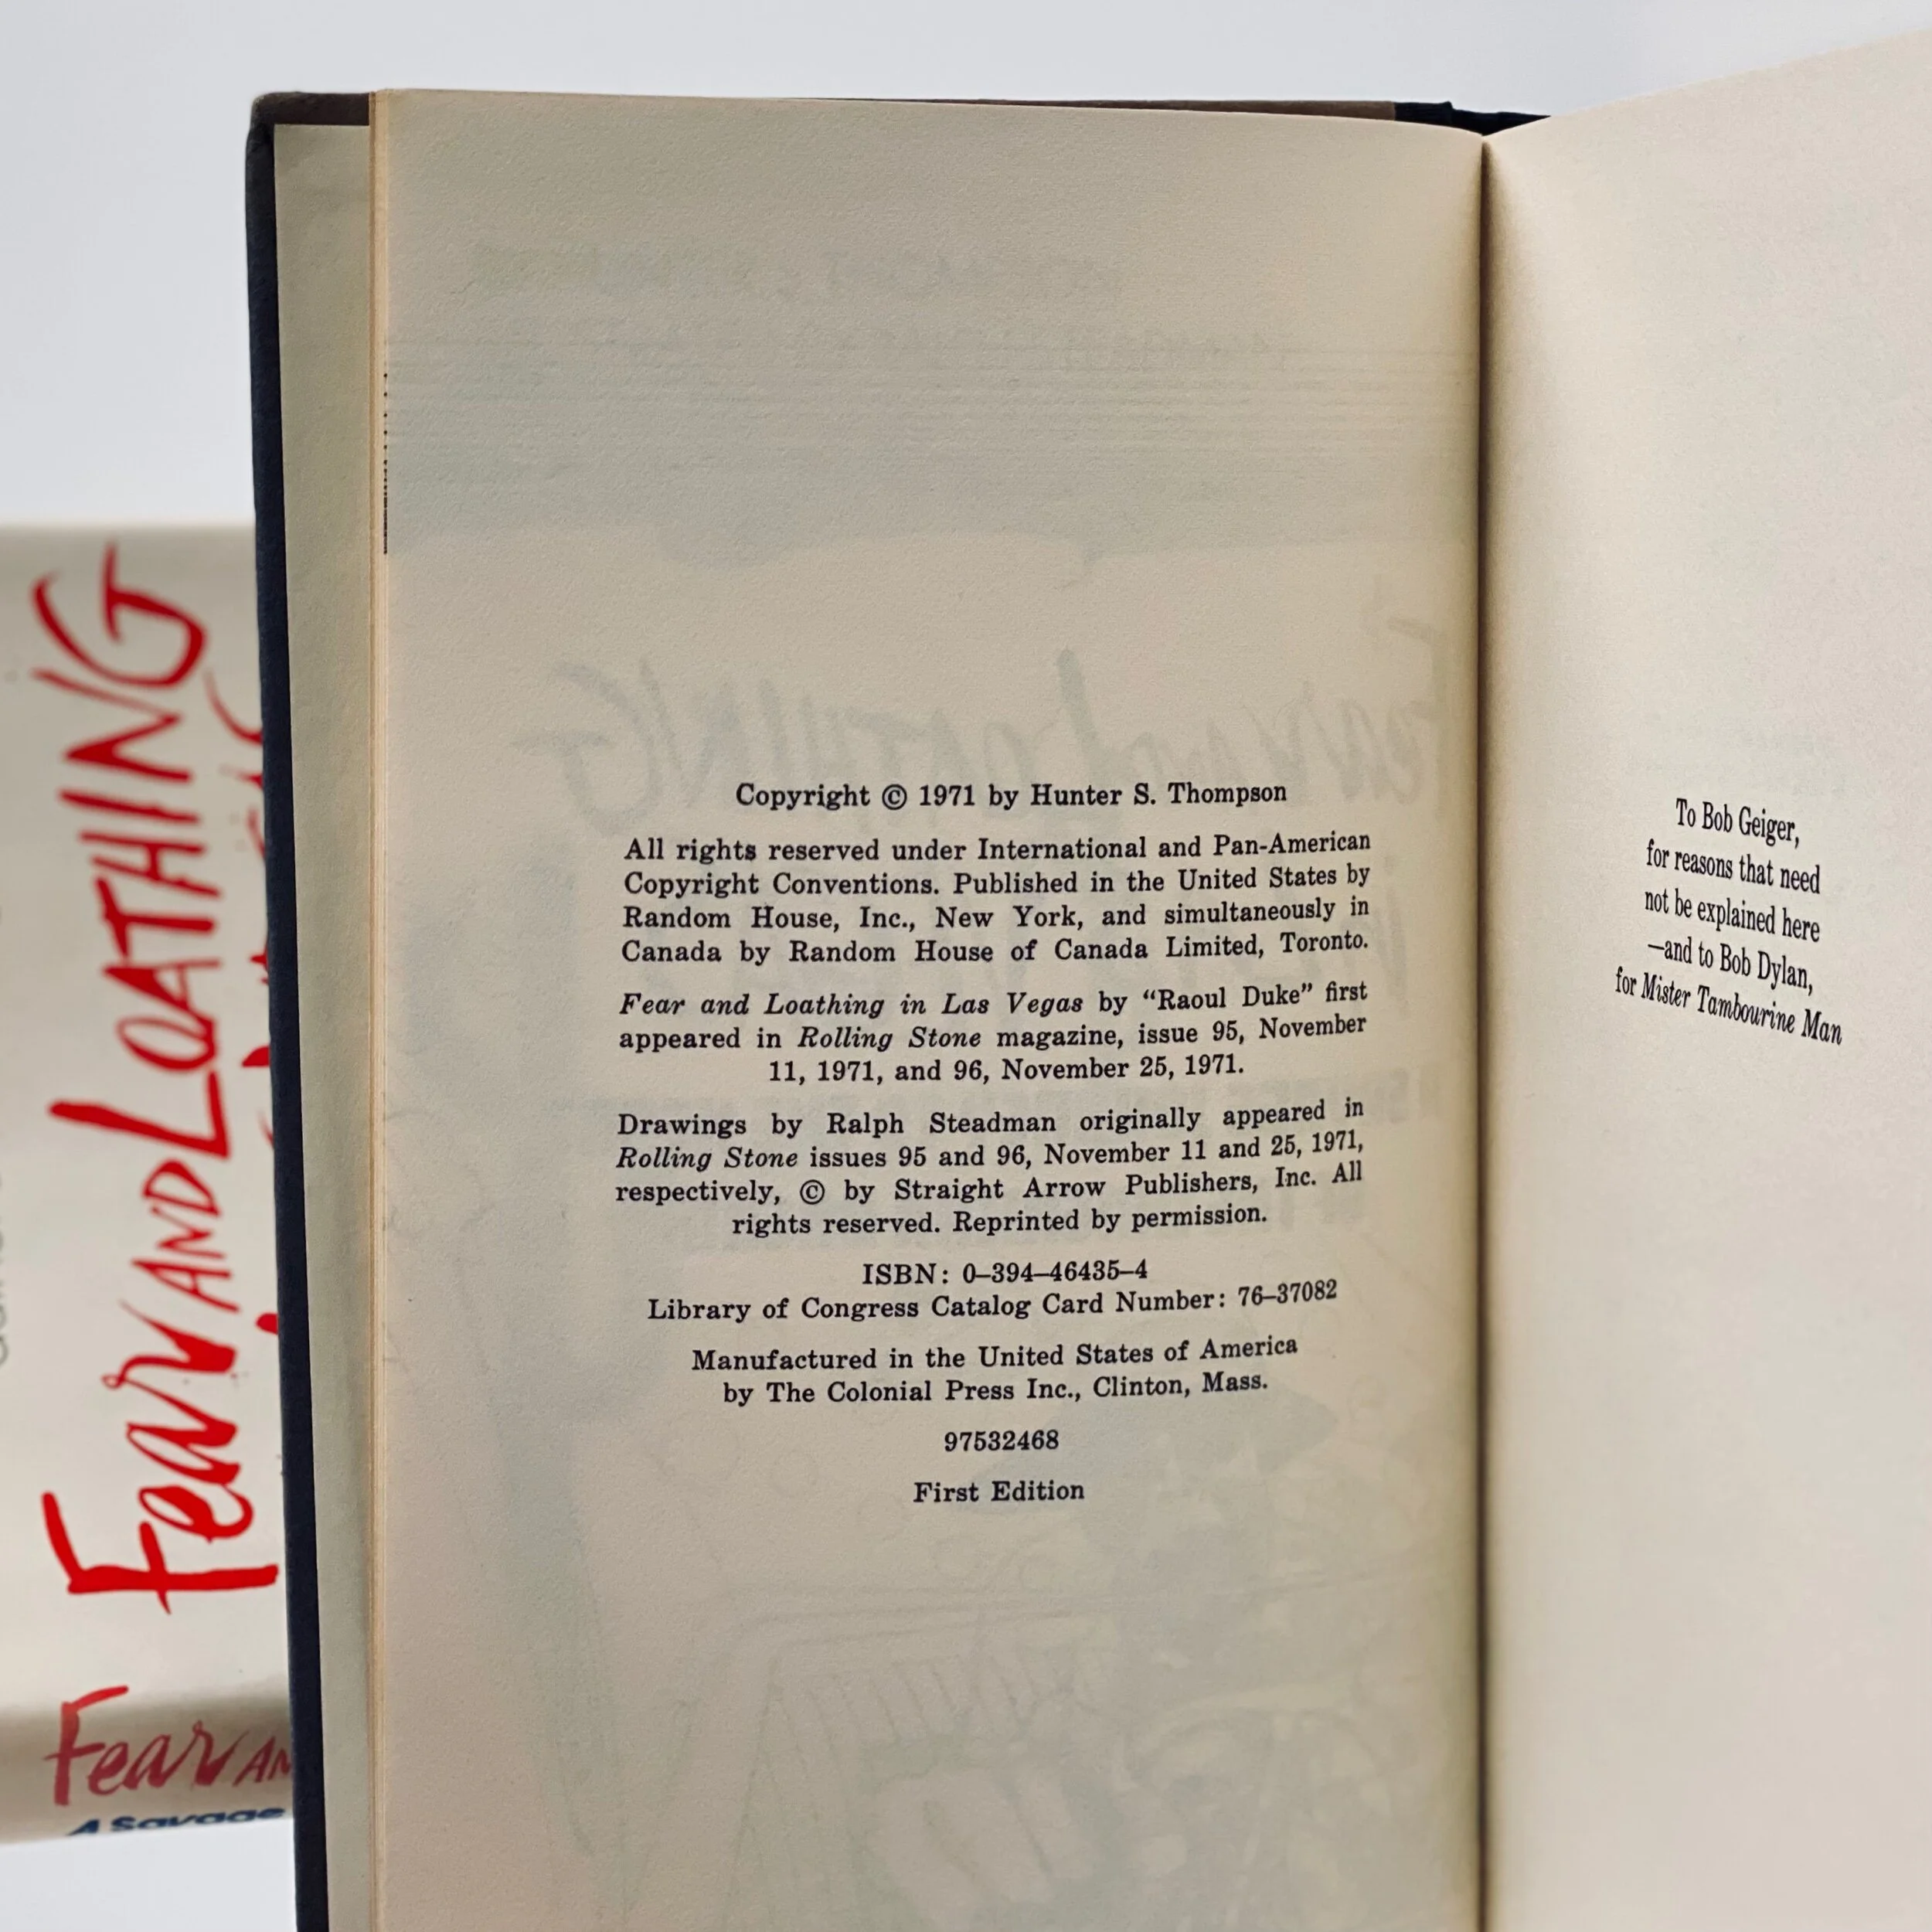 Copyright © 1971 by Hunter S. Thompson
All rights reserved under International and Pan-American
Copyright Conventions. Published in the United States by
Random House, Inc., New York, and simultaneously in
Canada by Random House of Canada Limited, Toronto.
Fear and Loathing in Las Vegas by “Raoul Duke” first
appeared in Rolling Stone magazine, issue 95, November
11, 1971, and 96, November 25, 1971.
Drawings by Ralph Steadman originally appeared in
Rolling Stone issues 95 and 96, November 11 and 25, 1971,
respectively, © by Straight Arrow Publishers, Inc. All
rights reserved. Reprinted by permission.
ISBN: 0–394–46435–4
Library of Congress Catalog Card Number: 76–37082
Manufactured in the United States of America
by The Colonial Press Inc., Clinton, Mass.
97532468
First Edition
To Bob Geiger,
for reasons that need
not be explained here
—and to Bob Dylan,
for Mister Tambourine Man
Fear AND LOATHING
Fear
A Savage